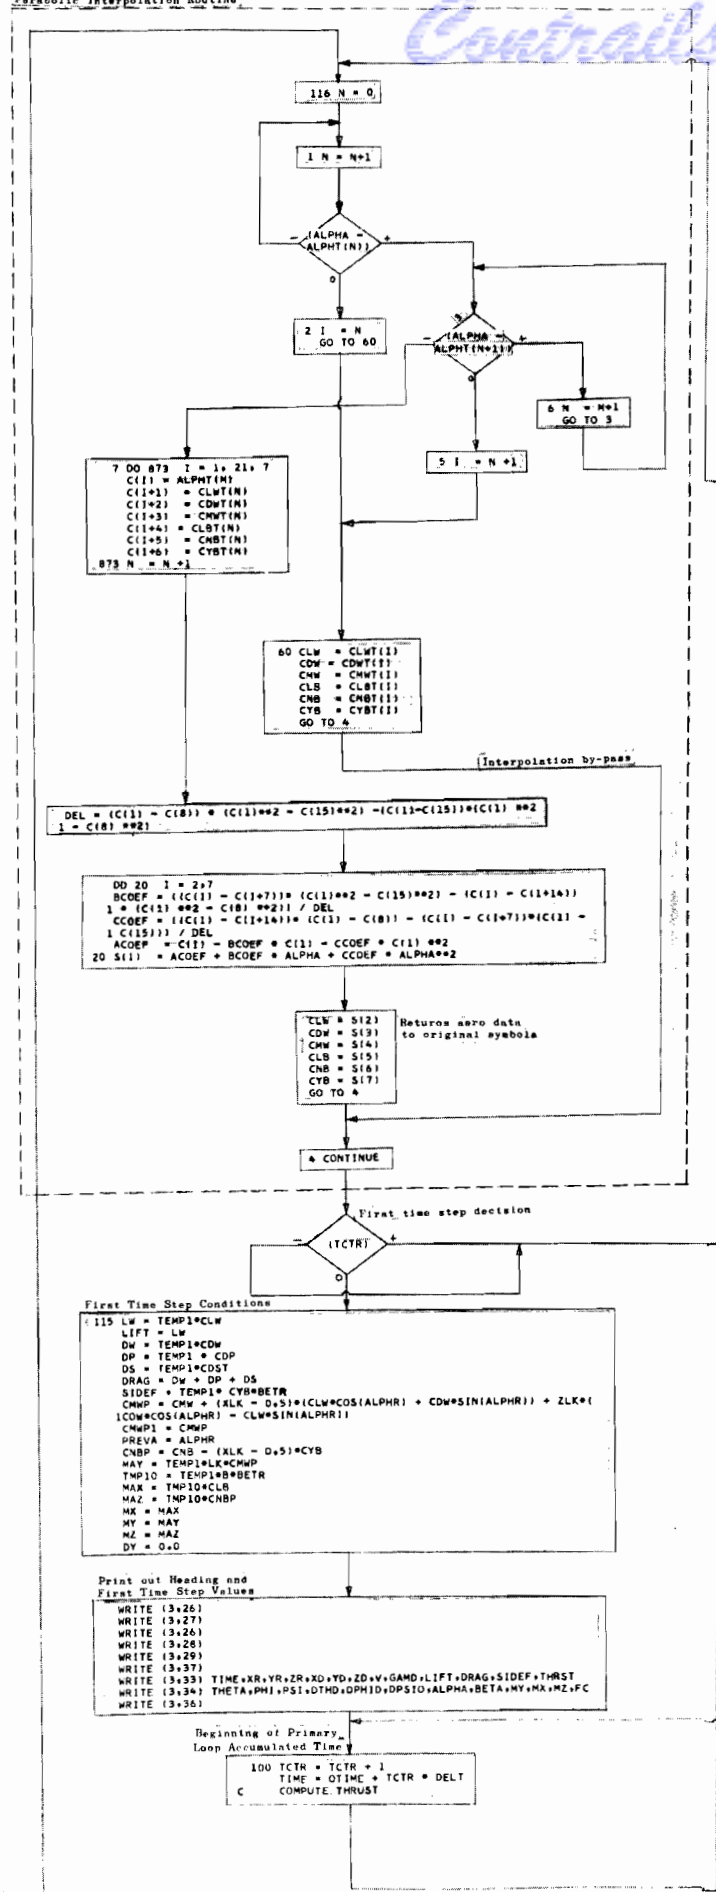 Parabolic Interpolation Routine
Contrails
116 N = 0
1 N = N+1
(ALPHA -
ALPHT(N))
-
+
0
2 I = N
GO TO 60
3
(ALPHA -
ALPHT(N+1))
-
+
0
6 N = N+1
GO TO 3
5 I = N +1
7 DO 873 I = 1, 21, 7
C(I) = ALPHT(N)
C(I+1) = CLWT(N)
C(I+2) = CDWT(N)
C(I+3) = CMWT(N)
C(I+4) = CLBT(N)
C(I+5) = CNBT(N)
C(I+6) = CYBT(N)
873 N = N +1
60 CLW = CLWT(I)
CDW = CDWT(I)
CMW = CMWT(I)
CLB = CLBT(I)
CNB = CNBT(I)
CYB = CYBT(I)
GO TO 4
Interpolation by-pass
DEL = (C(1) - C(8)) * (C(1)**2 - C(15)**2) -(C(1)-C(15))*(C(1) **2
1 - C(8) **2)
DO 20 I = 2,7
BCOEF = ((C(I) - C(I+7))* (C(1)**2 - C(15)**2) - (C(I) - C(I+14))
1 * (C(1) **2 - C(8) **2)) / DEL
CCOEF = ((C(I) - C(I+14))* (C(1) - C(8)) - (C(I) - C(I+7))*(C(1) -
1 C(15))) / DEL
ACOEF = C(I) - BCOEF * C(1) - CCOEF * C(1) **2
20 S(I) = ACOEF + BCOEF * ALPHA + CCOEF * ALPHA**2
CLW = S(2)
CDW = S(3)
CMW = S(4)
CLB = S(5)
CNB = S(6)
CYB = S(7)
GO TO 4
Returns aero data
to original symbols
4 CONTINUE
First time step decision
(TCTR)
-
+
0
First Time Step Conditions
115 LW = TEMP1*CLW
LIFT = LW
DW = TEMP1*CDW
DP = TEMP1 * CDP
DS = TEMP1*CDST
DRAG = DW + DP + DS
SIDEF = TEMP1* CYB*BETR
CMWP = CMW + (XLK - 0.5)*(CLW*COS(ALPHR) + CDW*SIN(ALPHR)) + ZLK*(
1CDW*COS(ALPHR) - CLW*SIN(ALPHR))
CMWP1 = CMWP
PREVA = ALPHR
CNBP = CNB - (XLK - 0.5)*CYB
MAY = TEMP1*LK*CMWP
TMP10 = TEMP1*B*BETR
MAX = TMP10*CLB
MAZ = TMP10*CNBP
MX = MAX
MY = MAY
MZ = MAZ
DY = 0.0
Print out Heading and
First Time Step Values
WRITE (3,26)
WRITE (3,27)
WRITE (3,26)
WRITE (3,28)
WRITE (3,29)
WRITE (3,37)
WRITE (3,33) TIME,XR,YR,ZR,XD,YD,ZD,V,GAMD,LIFT,DRAG,SIDEF,THRST
WRITE (3,34) THETA,PHI,PSI,DTHD,DPHID,DPSID,ALPHA,BETA,MY,MX,MZ,FC
WRITE (3,36)
Beginning of Primary
Loop Accumulated Time
100 TCTR = TCTR + 1
TIME = OTIME + TCTR * DELT
C COMPUTE THRUST